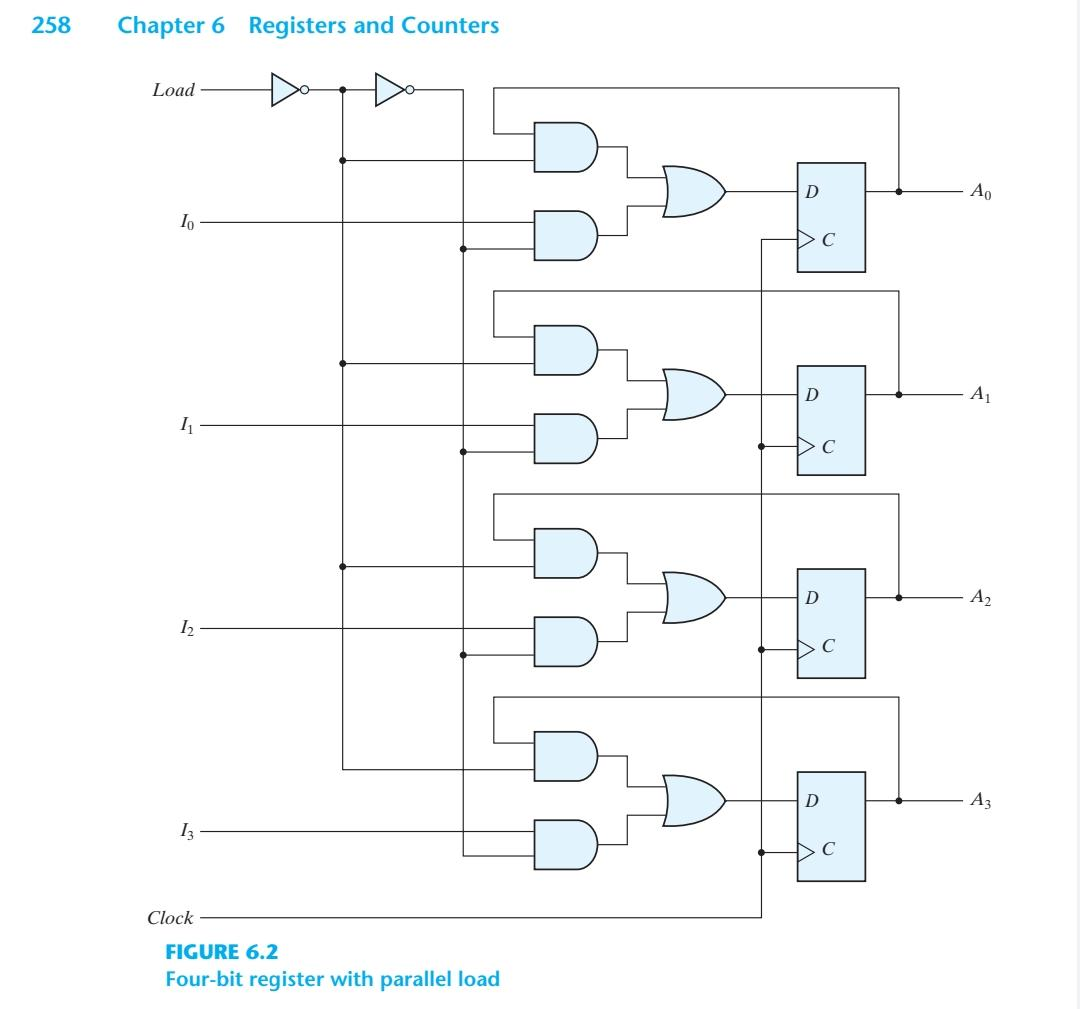 258 Chapter 6 Registers and Counters
Load
I0
D
A0
C
I1
D
A1
C
I2
D
A2
C
I3
D
A3
C
Clock
FIGURE 6.2
Four-bit register with parallel load